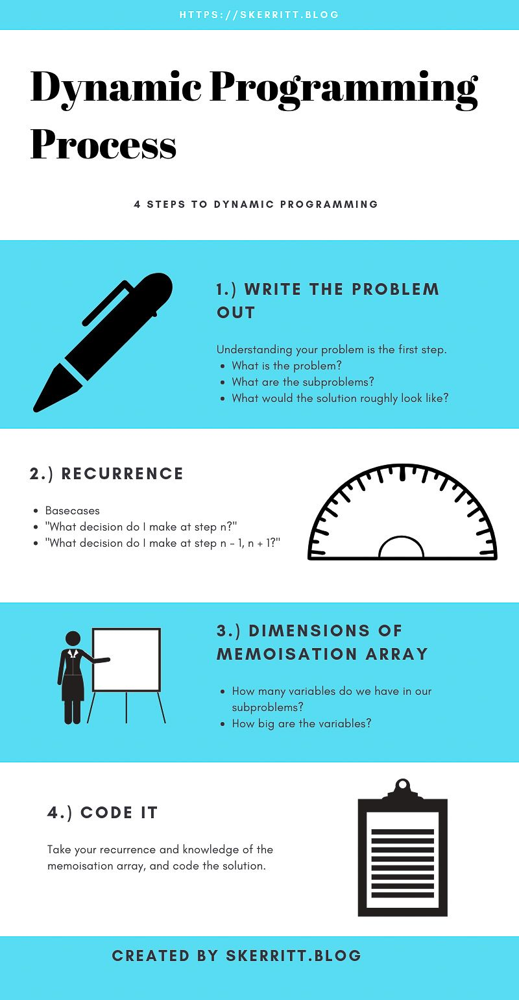 HTTPS://SKERRITT.BLOG
Dynamic Programming
Process
4 STEPS TO DYNAMIC PROGRAMMING
1.) WRITE THE PROBLEM
OUT
Understanding your problem is the first step.
• What is the problem?
• What are the subproblems?
• What would the solution roughly look like?
2.) RECURRENCE
• Basecases
• "What decision do I make at step n?"
• "What decision do I make at step n - 1, n + 1?"
3.) DIMENSIONS OF
MEMOISATION ARRAY
• How many variables do we have in our
subproblems?
• How big are the variables?
4.) CODE IT
Take your recurrence and knowledge of the
memoisation array, and code the solution.
CREATED BY SKERRITT.BLOG